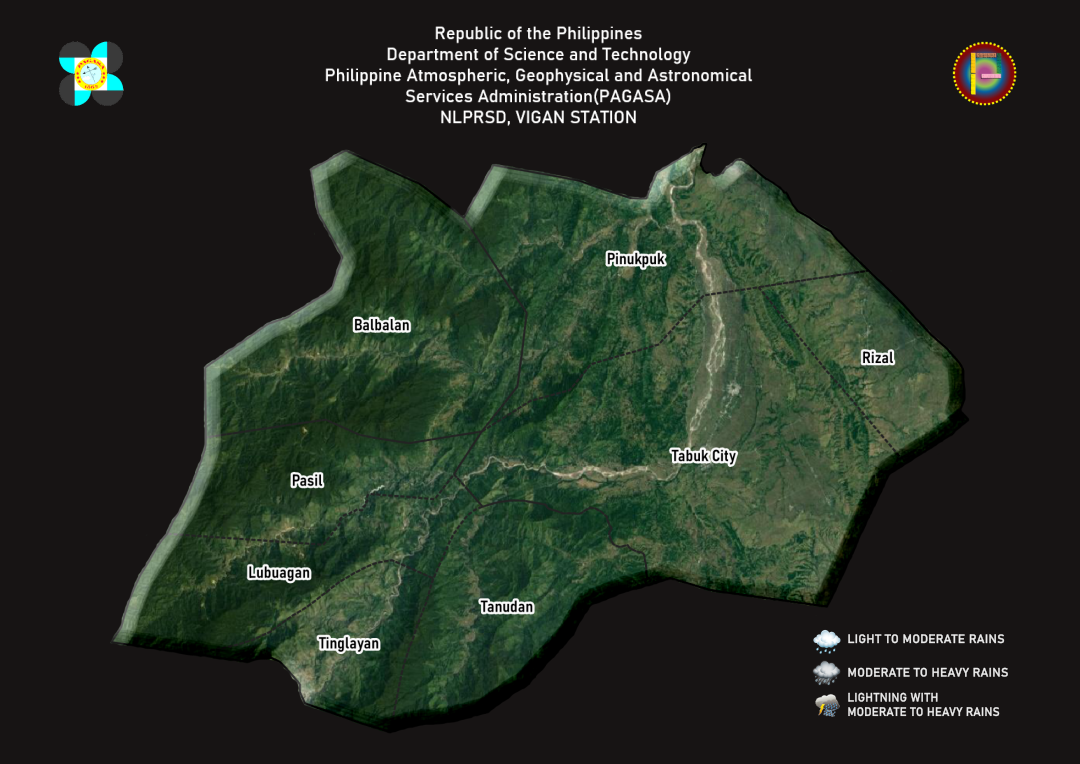 Republic of the Philippines
Department of Science and Technology
Philippine Atmospheric, Geophysical and Astronomical
Services Administration(PAGASA)
NLPRSD, VIGAN STATION
Pinukpuk
Balbalan
Rizal
Tabuk City
Pasil
Lubuagan
Tanudan
Tinglayan
LIGHT TO MODERATE RAINS
MODERATE TO HEAVY RAINS
LIGHTNING WITH
MODERATE TO HEAVY RAINS